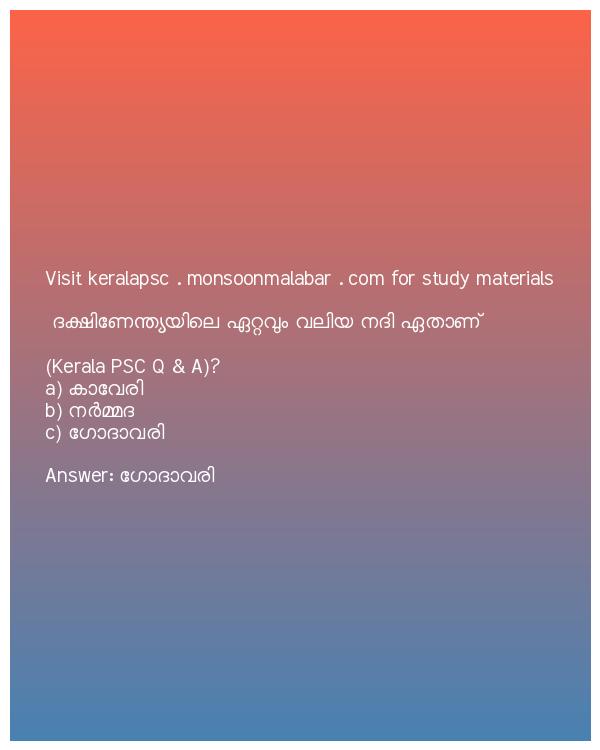 Visit keralapsc . monsoonmalabar . com for study materials
ദക്ഷിണേന്ത്യയിലെ ഏറ്റവും വലിയ നദി ഏതാണ്
(Kerala PSC Q & A)?
a) കാവേരി
b) നർമ്മദ
c) ഗോദാവരി
Answer: ഗോദാവരി